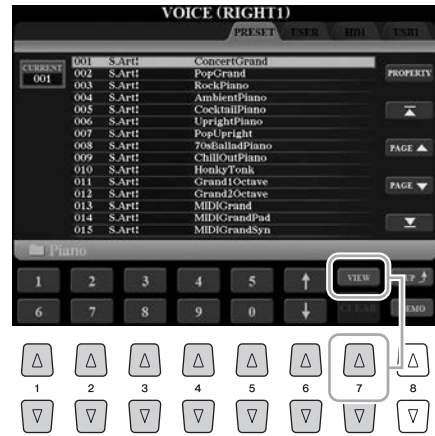 VOICE (RIGHT1)
PRESET USER HD1 USB1
CURRENT
001
001 S.Art! ConcertGrand
002 S.Art! PopGrand
003 S.Art! RockPiano
004 S.Art! AmbientPiano
005 S.Art! CocktailPiano
006 S.Art! UprightPiano
007 S.Art! PopUpright
008 S.Art! 70sBalladPiano
009 S.Art! ChillOutPiano
010 S.Art! HonkyTonk
011 S.Art! Grand1Octave
012 S.Art! Grand2Octave
013 S.Art! MIDIGrand
014 S.Art! MIDIGrandPad
015 S.Art! MIDIGrandSyn
PROPERTY
PAGE
PAGE
Piano
1 2 3 4 5 VIEW UP
6 7 8 9 0 CLEAR DEMO
1 2 3 4 5 6 7 8